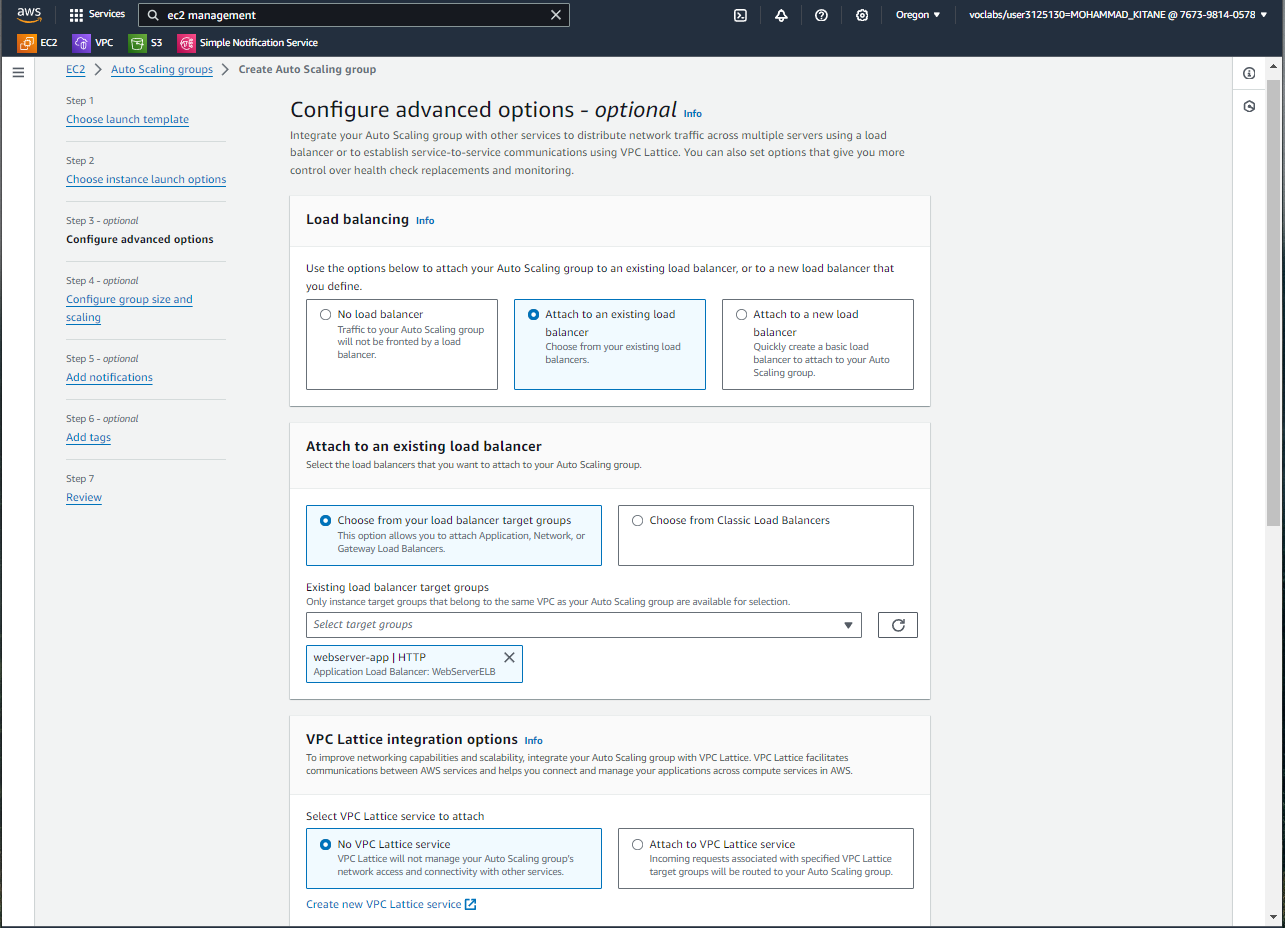 aws
Services
ec2 management
Oregon
voclabs/user3125130=MOHAMMAD_KITANE @ 7673-9814-0578
EC2
VPC
S3
Simple Notification Service
EC2
Auto Scaling groups
Create Auto Scaling group
Step 1
Choose launch template
Step 2
Choose instance launch options
Step 3 - optional
Configure advanced options
Step 4 - optional
Configure group size and
scaling
Step 5 - optional
Add notifications
Step 6 - optional
Add tags
Step 7
Review
Configure advanced options - optional Info
Integrate your Auto Scaling group with other services to distribute network traffic across multiple servers using a load
balancer or to establish service-to-service communications using VPC Lattice. You can also set options that give you more
control over health check replacements and monitoring.
Load balancing Info
Use the options below to attach your Auto Scaling group to an existing load balancer, or to a new load balancer that
you define.
No load balancer
Traffic to your Auto Scaling group
will not be fronted by a load
balancer.
Attach to an existing load
balancer
Choose from your existing load
balancers.
Attach to a new load
balancer
Quickly create a basic load
balancer to attach to your Auto
Scaling group.
Attach to an existing load balancer
Select the load balancers that you want to attach to your Auto Scaling group.
Choose from your load balancer target groups
This option allows you to attach Application, Network, or
Gateway Load Balancers.
Choose from Classic Load Balancers
Existing load balancer target groups
Only instance target groups that belong to the same VPC as your Auto Scaling group are available for selection.
Select target groups
webserver-app | HTTP
Application Load Balancer: WebServerELB
VPC Lattice integration options Info
To improve networking capabilities and scalability, integrate your Auto Scaling group with VPC Lattice. VPC Lattice facilitates
communications between AWS services and helps you connect and manage your applications across compute services in AWS.
Select VPC Lattice service to attach
No VPC Lattice service
VPC Lattice will not manage your Auto Scaling group's
network access and connectivity with other services.
Attach to VPC Lattice service
Incoming requests associated with specified VPC Lattice
target groups will be routed to your Auto Scaling group.
Create new VPC Lattice service